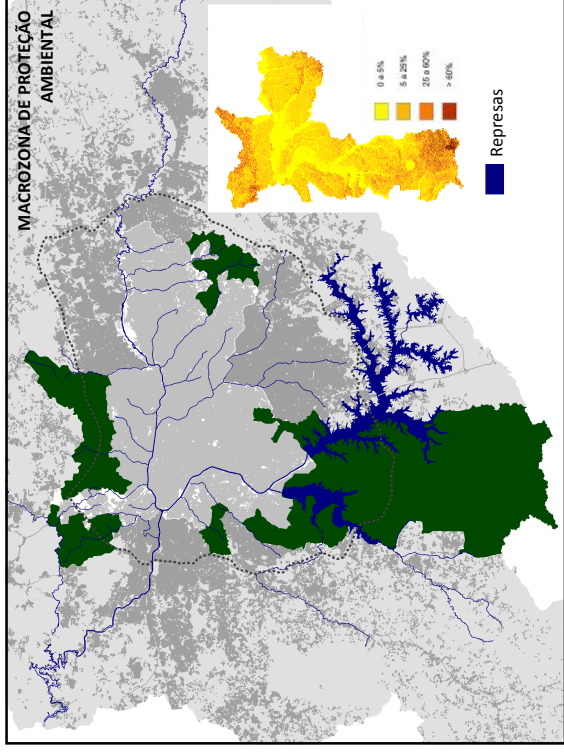 MACROZONA DE PROTEÇÃO
AMBIENTAL
0 a 5%
5 a 25%
25 a 60%
> 60%
Represas